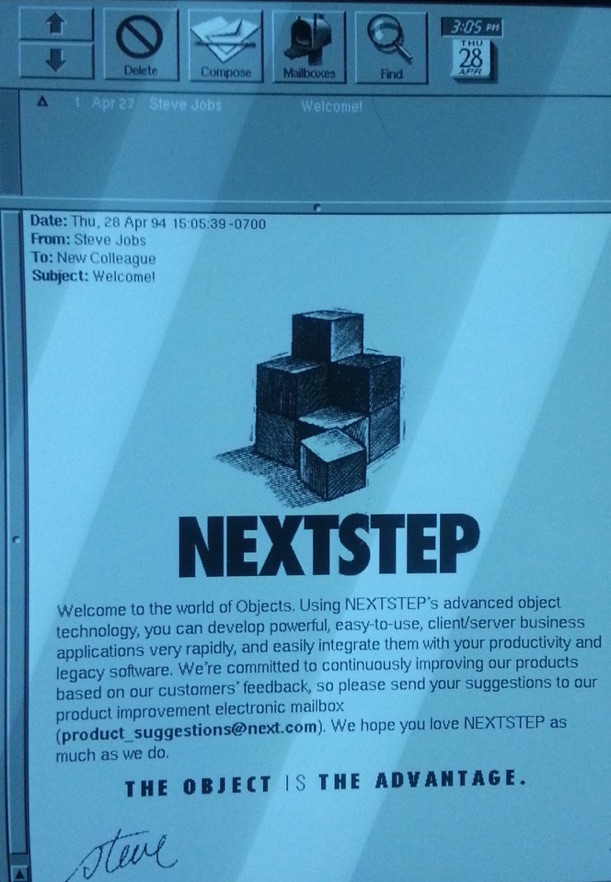 3:05 PM
THU
28
APR
Delete
Compose
Mailboxes
Find
1 Apr 27 Steve Jobs Welcome!
Date: Thu, 28 Apr 94 15:05:39 -0700
From: Steve Jobs
To: New Colleague
Subject: Welcome!
NEXTSTEP
Welcome to the world of Objects. Using NEXTSTEP's advanced object
technology, you can develop powerful, easy-to-use, client/server business
applications very rapidly, and easily integrate them with your productivity and
legacy software. We're committed to continuously improving our products
based on our customers' feedback, so please send your suggestions to our
product improvement electronic mailbox
(product_suggestions@next.com). We hope you love NEXTSTEP as
much as we do.
THE OBJECT IS THE ADVANTAGE.
steve